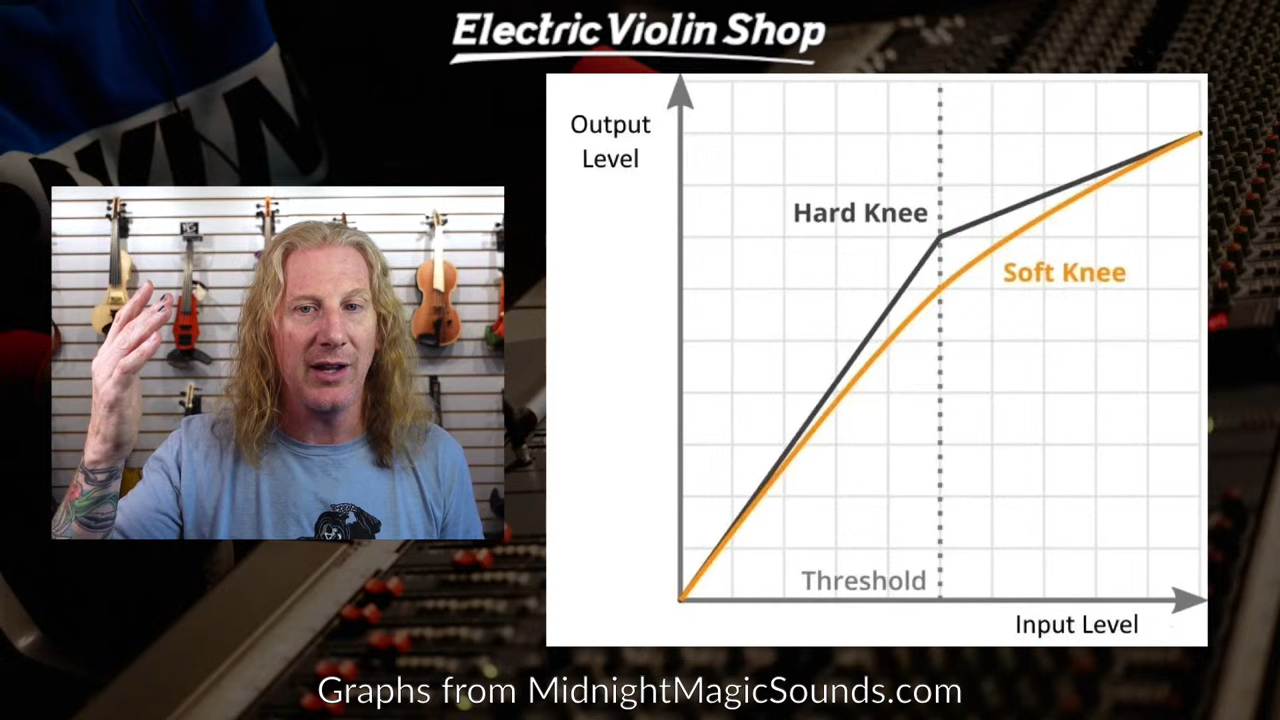 Electric Violin Shop
Output
Level
Hard Knee
Soft Knee
Threshold
Input Level
Graphs from MidnightMagicSounds.com